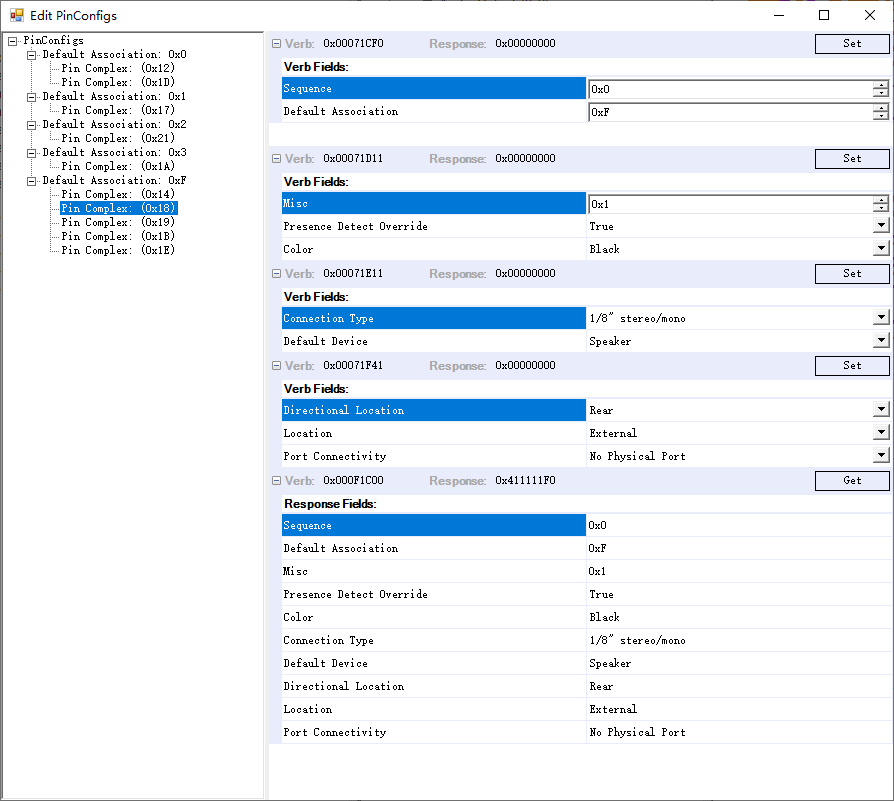 Edit PinConfigs
PinConfigs
Default Association: 0x0
Pin Complex: (0x12)
Pin Complex: (0x1D)
Default Association: 0x1
Pin Complex: (0x17)
Default Association: 0x2
Pin Complex: (0x21)
Default Association: 0x3
Pin Complex: (0x1A)
Default Association: 0xF
Pin Complex: (0x14)
Pin Complex: (0x18)
Pin Complex: (0x19)
Pin Complex: (0x1B)
Pin Complex: (0x1E)
Verb: 0x00071CF0 Response: 0x00000000 Set
Verb Fields:
Sequence 0x0
Default Association 0xF
Verb: 0x00071D11 Response: 0x00000000 Set
Verb Fields:
Misc 0x1
Presence Detect Override True
Color Black
Verb: 0x00071E11 Response: 0x00000000 Set
Verb Fields:
Connection Type 1/8" stereo/mono
Default Device Speaker
Verb: 0x00071F41 Response: 0x00000000 Set
Verb Fields:
Directional Location Rear
Location External
Port Connectivity No Physical Port
Verb: 0x000F1C00 Response: 0x411111F0 Get
Response Fields:
Sequence 0x0
Default Association 0xF
Misc 0x1
Presence Detect Override True
Color Black
Connection Type 1/8" stereo/mono
Default Device Speaker
Directional Location Rear
Location External
Port Connectivity No Physical Port